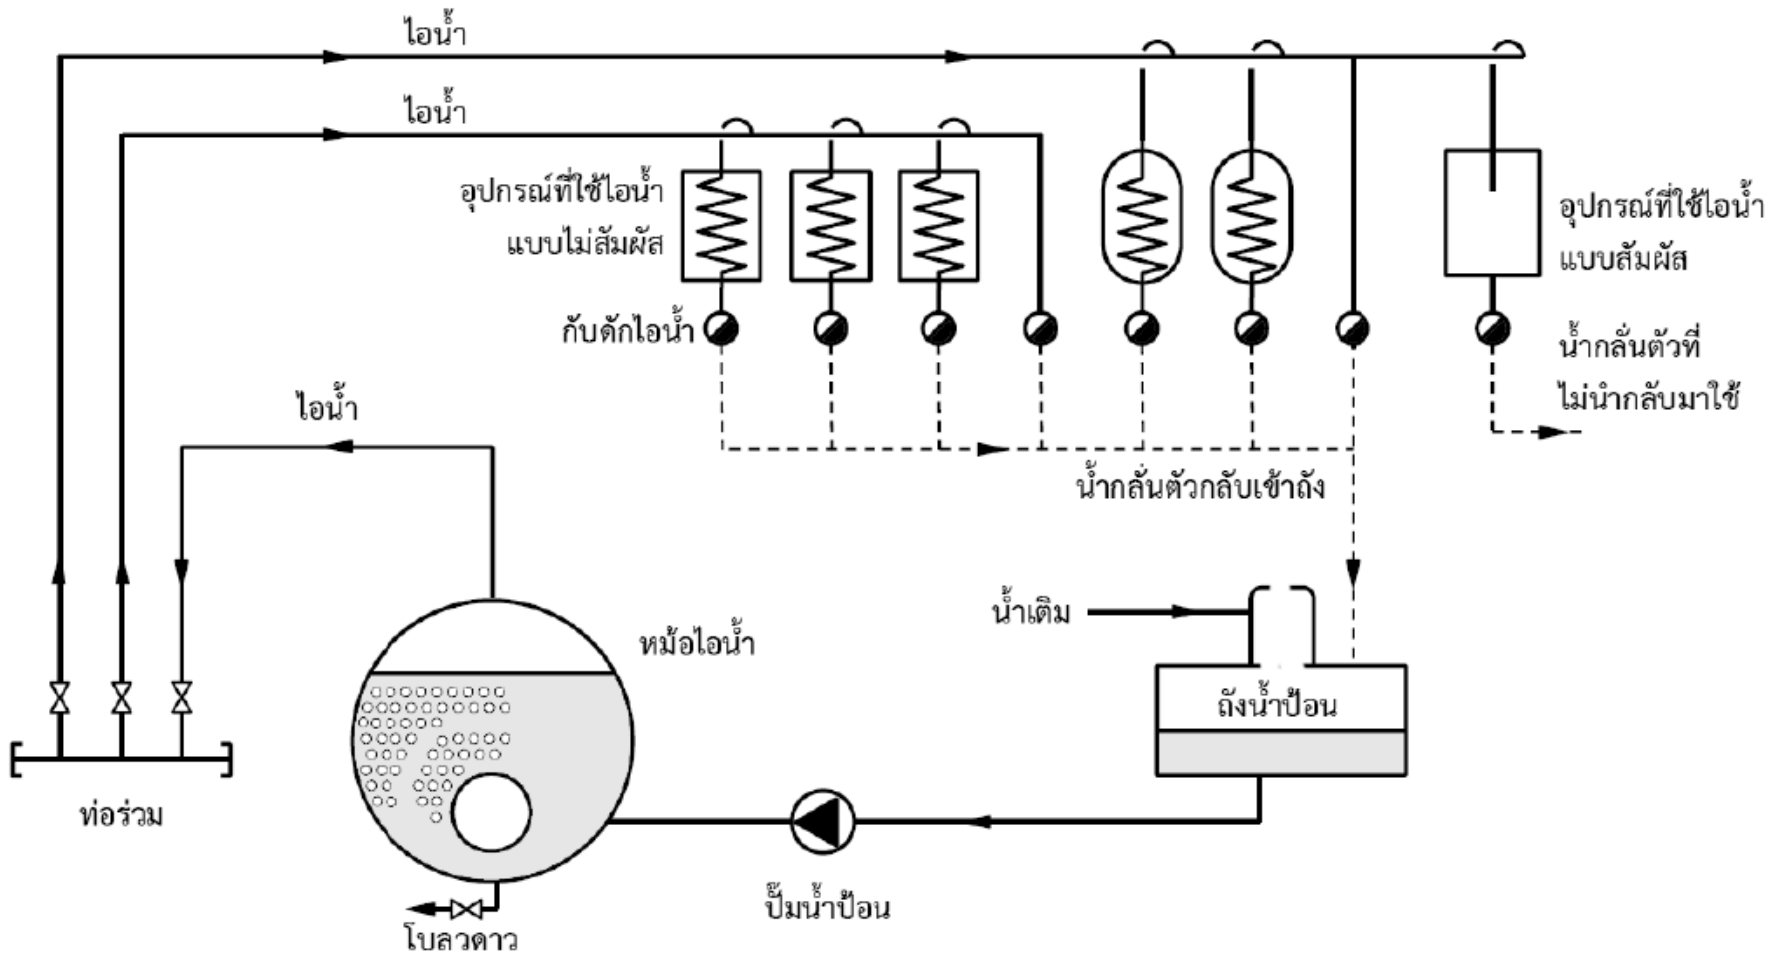 ไอน้ำ
ไอน้ำ
อุปกรณ์ที่ใช้ไอน้ำ
แบบไม่สัมผัส
อุปกรณ์ที่ใช้ไอน้ำ
แบบสัมผัส
กับดักไอน้ำ
น้ำกลั่นตัวที่
ไม่นำกลับมาใช้
ไอน้ำ
น้ำกลั่นตัวกลับเข้าถัง
น้ำเติม
หม้อไอน้ำ
ถังน้ำป้อน
ท่อร่วม
ปั๊มน้ำป้อน
โบลวดาว